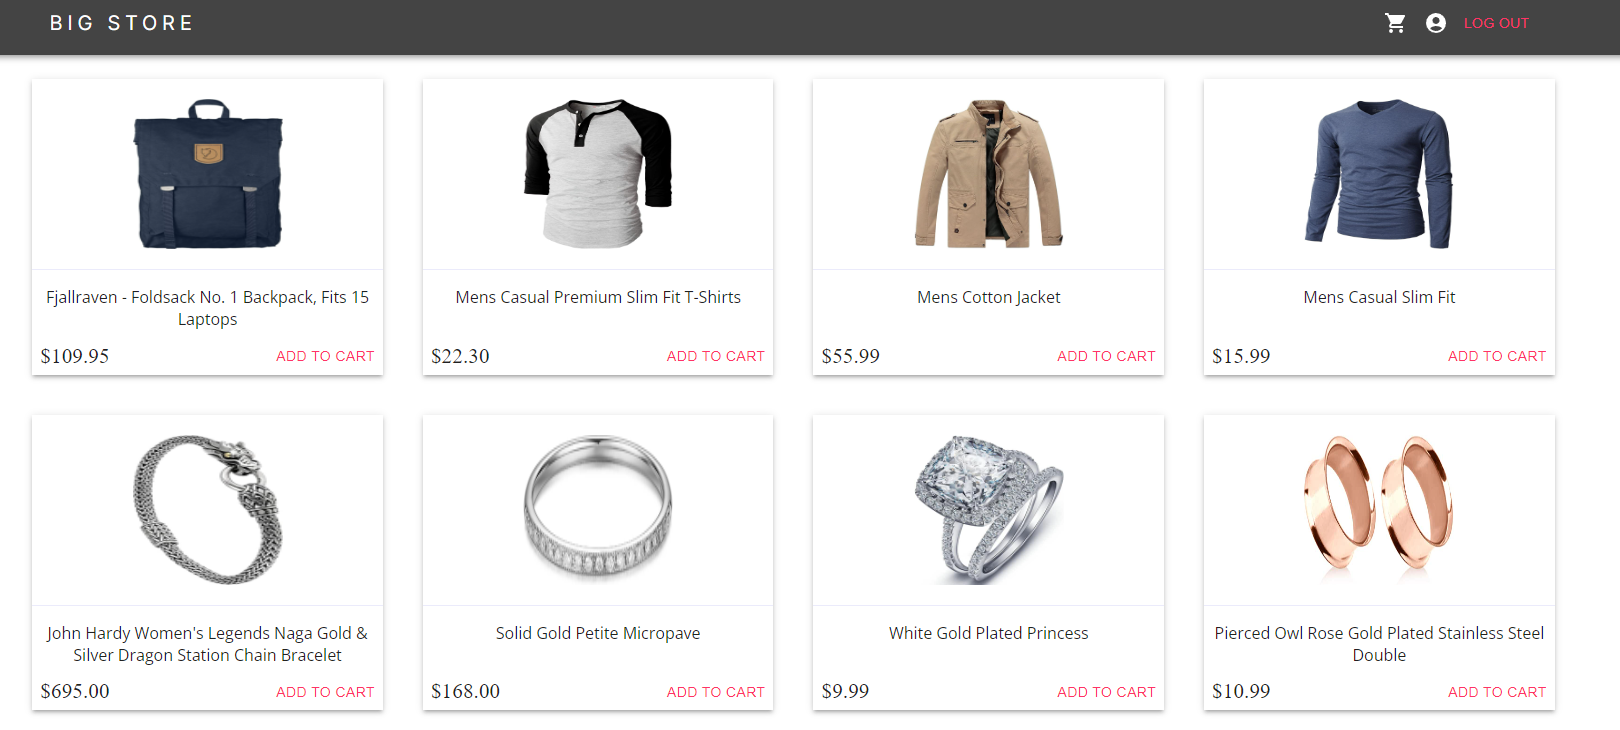 BIG STORE
LOG OUT
Fjallraven - Foldsack No. 1 Backpack, Fits 15
Laptops
$109.95
ADD TO CART
Mens Casual Premium Slim Fit T-Shirts
$22.30
ADD TO CART
Mens Cotton Jacket
$55.99
ADD TO CART
Mens Casual Slim Fit
$15.99
ADD TO CART
John Hardy Women's Legends Naga Gold &
Silver Dragon Station Chain Bracelet
$695.00
ADD TO CART
Solid Gold Petite Micropave
$168.00
ADD TO CART
White Gold Plated Princess
$9.99
ADD TO CART
Pierced Owl Rose Gold Plated Stainless Steel
Double
$10.99
ADD TO CART